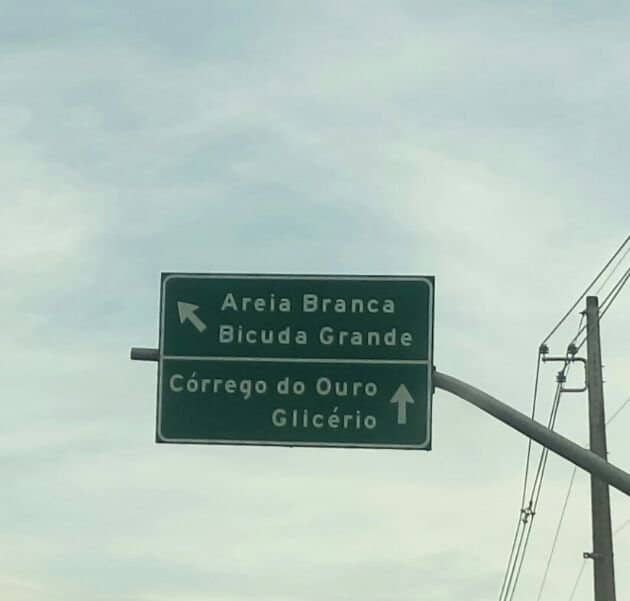 Areia Branca
Bicuda Grande
Córrego do Ouro
Glicério